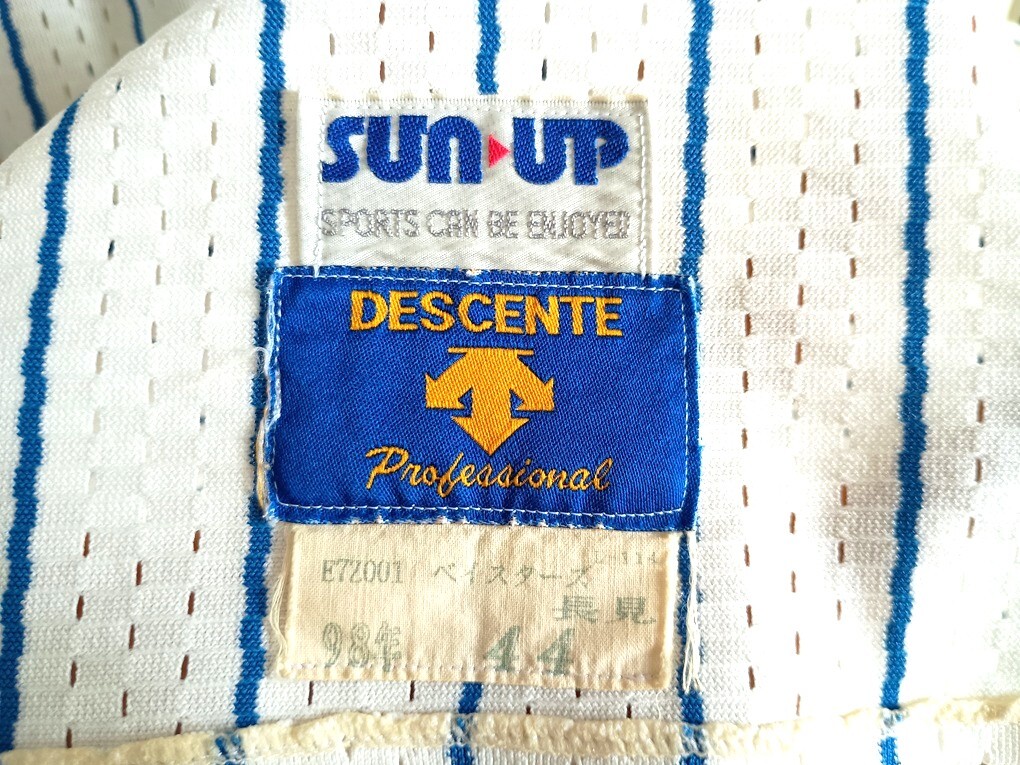 SUN UP
SPORTS CAN BE ENJOYED
DESCENTE
Professional
E7Z001 ベイスターズ
長見
98年 44